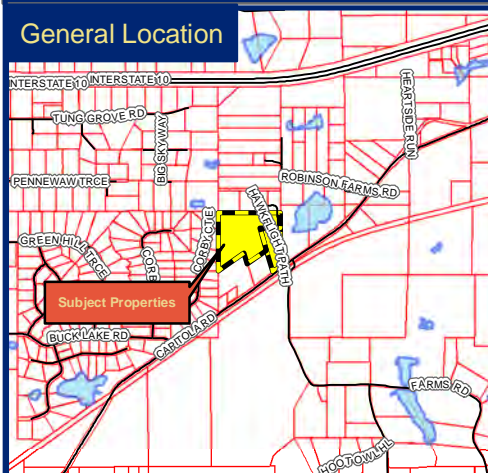 General Location
INTERSTATE 10
INTERSTATE 10
HEARTSIDE RUN
TUNG GROVE RD
BIG SKYWAY
PENNEWAW TRCE
ROBINSON FARMS RD
HAWKFLIGHT PATH
CORBY CT E
GREEN HILL TRCE
CORB
Subject Properties
BUCK LAKE RD
CAPITOLA RD
FARMS RD
HOOT OWL HL